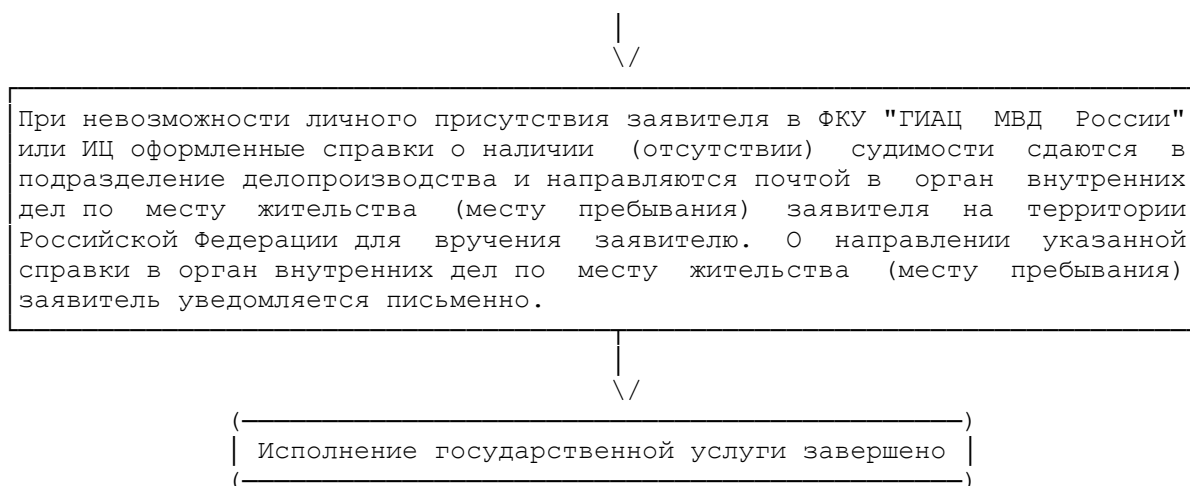 При невозможности личного присутствия заявителя в ФКУ "ГИАЦ МВД России"
или ИЦ оформленные справки о наличии (отсутствии) судимости сдаются в
подразделение делопроизводства и направляются почтой в орган внутренних
дел по месту жительства (месту пребывания) заявителя на территории
Российской Федерации для вручения заявителю. О направлении указанной
справки в орган внутренних дел по месту жительства (месту пребывания)
заявитель уведомляется письменно.
Исполнение государственной услуги завершено